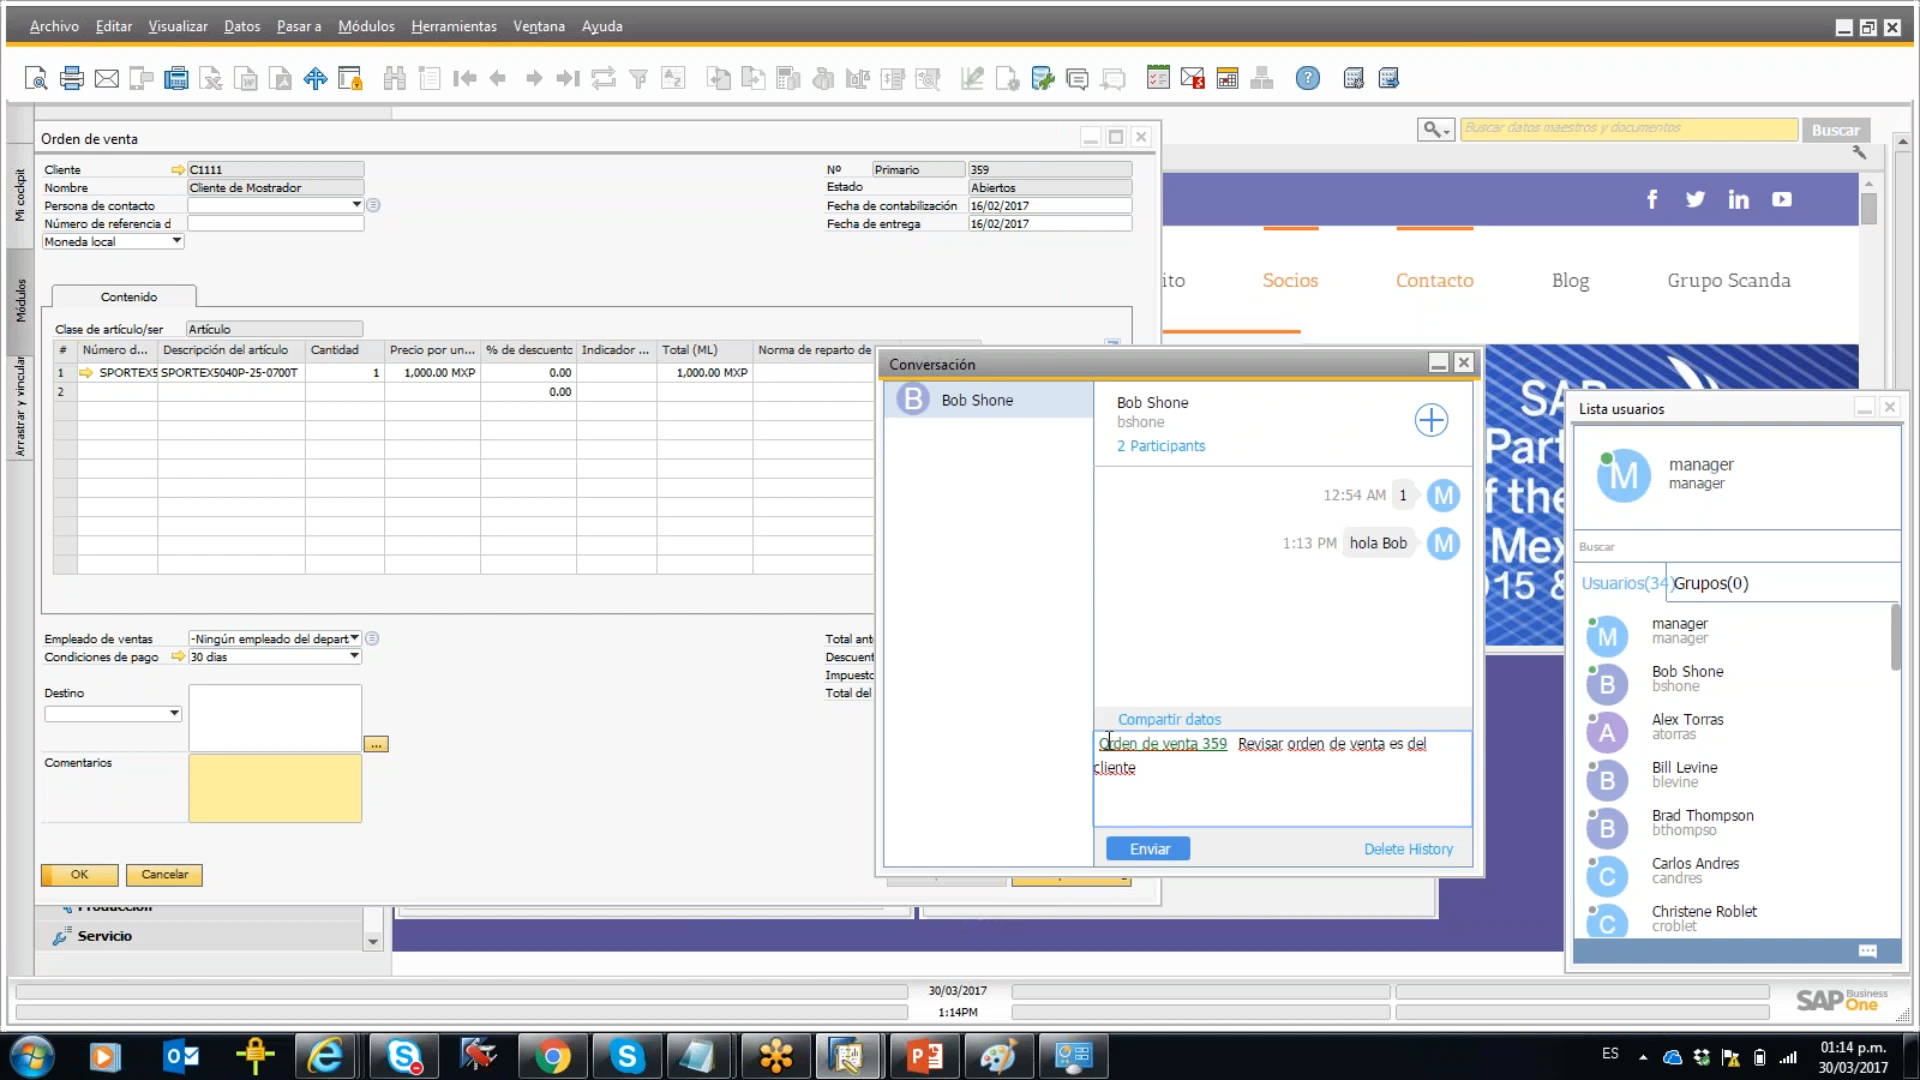 Archivo Editar Visualizar Datos Pasar a Módulos Herramientas Ventana Ayuda
Buscar datos maestros y documentos Buscar
Mi cockpit
Módulos
Arrastrar y vincular
Orden de venta
Cliente C1111
Nombre Cliente de Mostrador
Persona de contacto
Número de referencia d
Moneda local
Nº Primario 359
Estado Abiertos
Fecha de contabilización 16/02/2017
Fecha de entrega 16/02/2017
Contenido
Clase de artículo/ser Artículo
# Número d... Descripción del artículo Cantidad Precio por un... % de descuento Indicador ... Total (ML) Norma de reparto de
1 SPORTEX5 SPORTEX5040P-25-0700T 1 1,000.00 MXP 0.00 1,000.00 MXP
2 0.00
Empleado de ventas -Ningún empleado del depart
Condiciones de pago 30 dias
Destino
Comentarios
Total ant
Descuent
Impuesto
Total del
OK Cancelar
Producción
Servicio
ito Socios Contacto Blog Grupo Scanda
SAP
Part
f the
Mex
015 &
Conversación
Bob Shone
Bob Shone
bshone
2 Participants
12:54 AM 1 M
1:13 PM hola Bob M
Compartir datos
Orden de venta 359 Revisar orden de venta es del
cliente
Enviar Delete History
Lista usuarios
M manager
manager
Buscar
Usuarios(34) Grupos(0)
M manager
manager
B Bob Shone
bshone
A Alex Torras
atorras
B Bill Levine
blevine
B Brad Thompson
bthompso
C Carlos Andres
candres
C Christene Roblet
croblet
30/03/2017
1:14PM
SAP Business One
ES 01:14 p.m.
30/03/2017